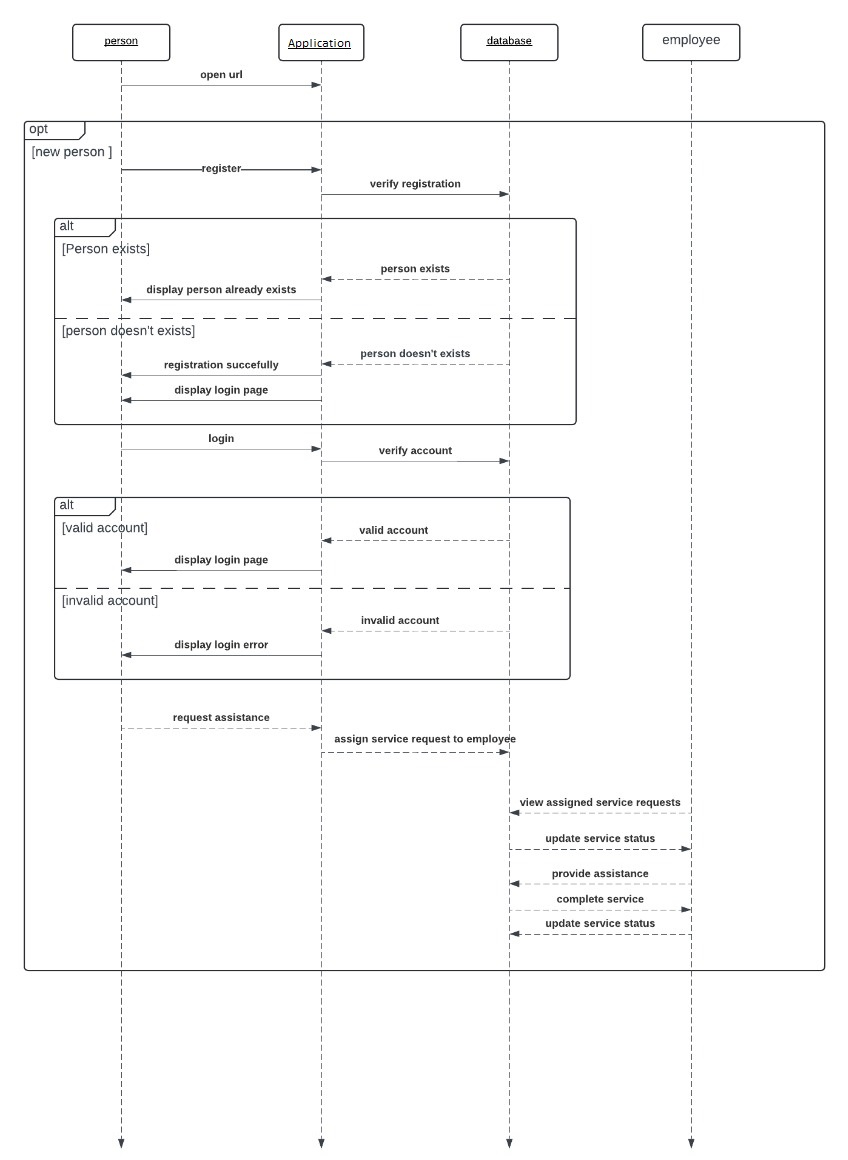 person
Application
database
employee
open url
opt
[new person ]
register
verify registration
alt
[Person exists]
person exists
display person already exists
[person doesn't exists]
person doesn't exists
registration succefully
display login page
login
verify account
alt
[valid account]
valid account
display login page
[invalid account]
invalid account
display login error
request assistance
assign service request to employee
view assigned service requests
update service status
provide assistance
complete service
update service status